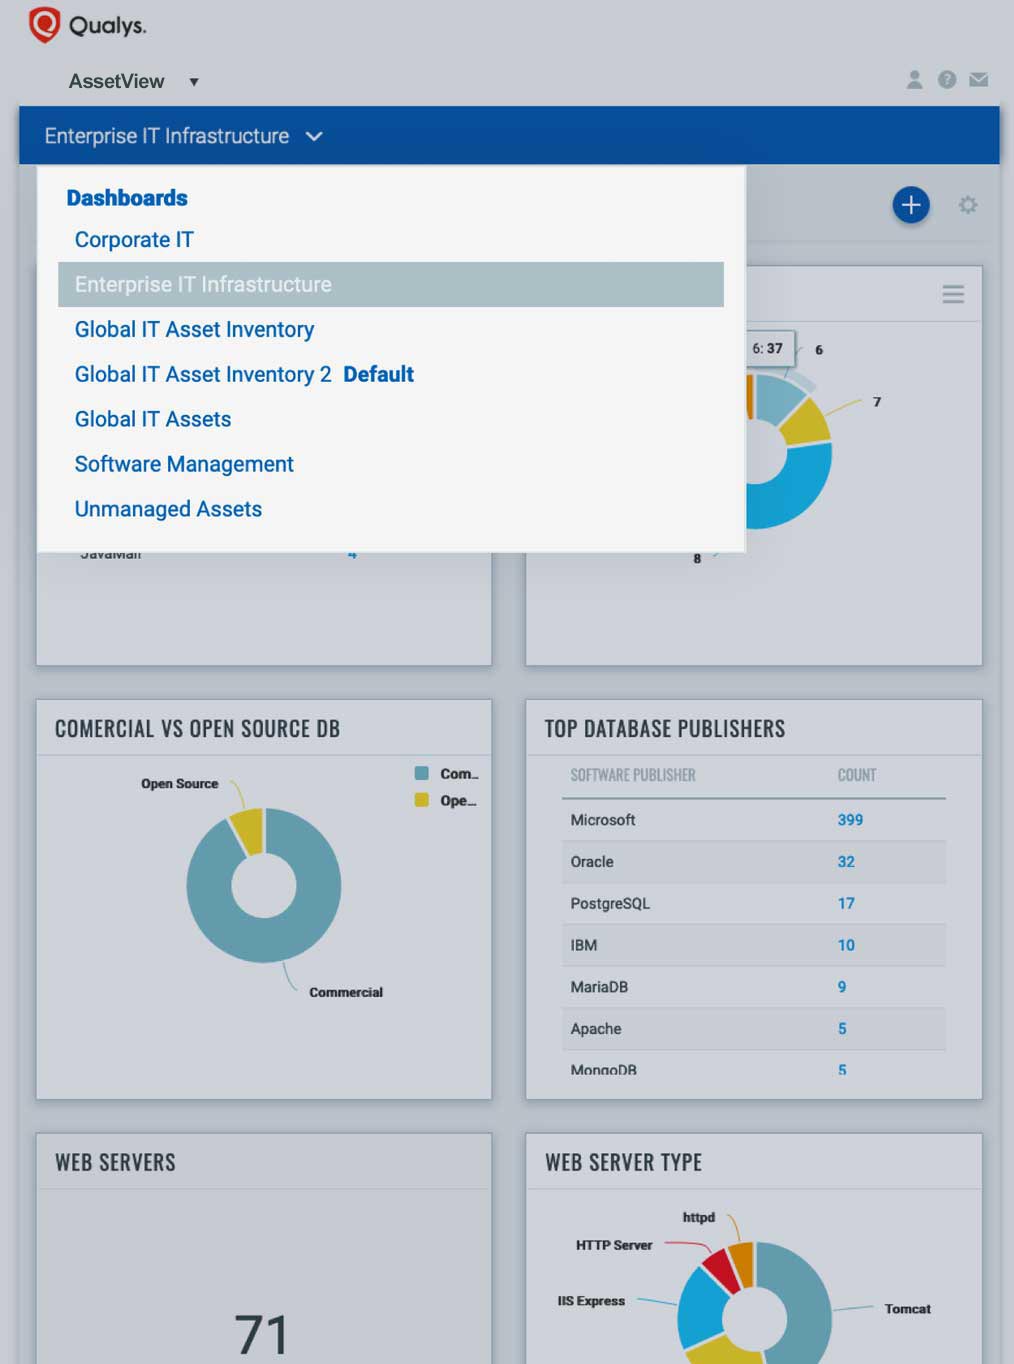 Qualys.
AssetView
Enterprise IT Infrastructure
Dashboards
Corporate IT
Enterprise IT Infrastructure
Global IT Asset Inventory
Global IT Asset Inventory 2 Default
Global IT Assets
Software Management
Unmanaged Assets
6: 37
6
7
8
JavaMail 4
COMERCIAL VS OPEN SOURCE DB
Open Source
Com...
Ope...
Commercial
TOP DATABASE PUBLISHERS
SOFTWARE PUBLISHER COUNT
Microsoft 399
Oracle 32
PostgreSQL 17
IBM 10
MariaDB 9
Apache 5
MongoDB 5
WEB SERVERS
71
WEB SERVER TYPE
httpd
HTTP Server
IIS Express
Tomcat